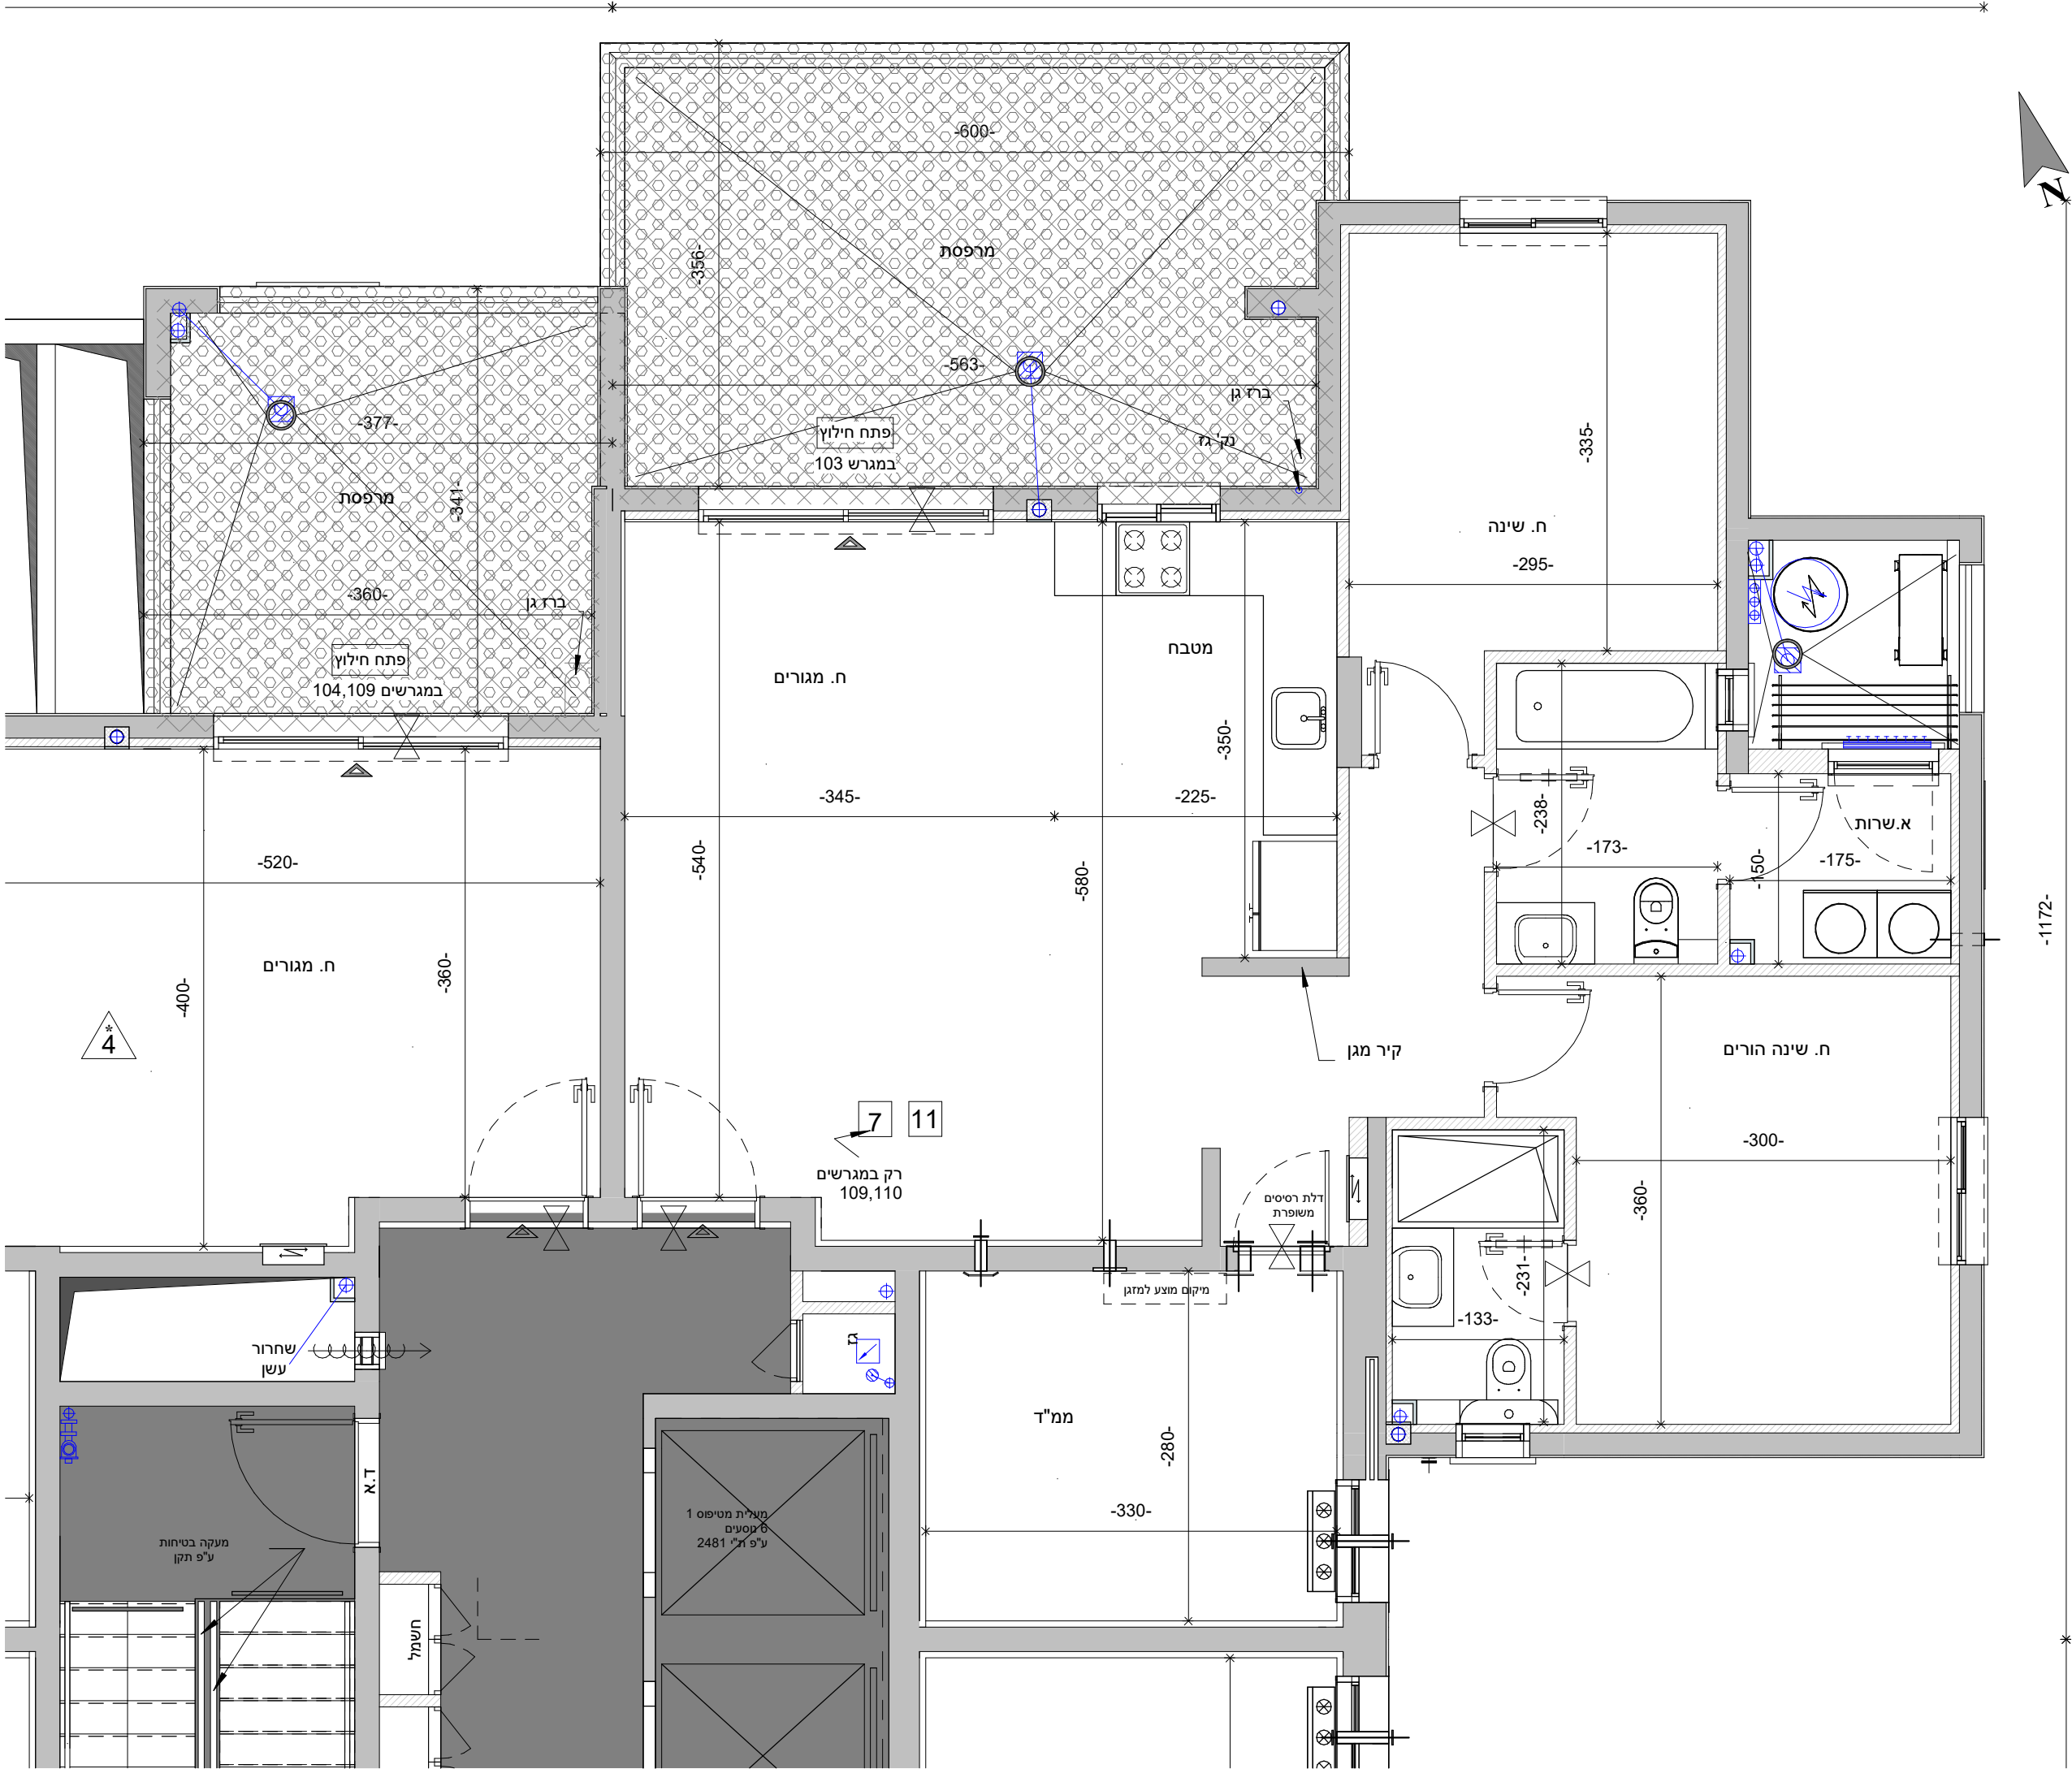 -600-
N
מרפסת
-356-
-563-
ברז גן
נק' גז
פתח חילוץ
במגרש 103
-377-
מרפסת
-341-
-360-
ברז גן
פתח חילוץ
במגרשים 104,109
-335-
ח. שינה
-295-
מטבח
ח. מגורים
-350-
-345-
-225-
-540-
-580-
-238-
-173-
-150-
-175-
א.שרות
-1172-
-520-
ח. מגורים
-400-
-360-
*
4
קיר מגן
ח. שינה הורים
-300-
-360-
7
11
רק במגרשים
109,110
דלת רסיסים
משופרת
מיקום מוצע למזגן
-231-
-133-
שחרור
עשן
גז
ממ"ד
-280-
-330-
ד.א
מעלית מטיפוס 1
6 נוסעים
ע"פ ת"י 2481
מעקה בטיחות
ע"פ תקן
חשמל